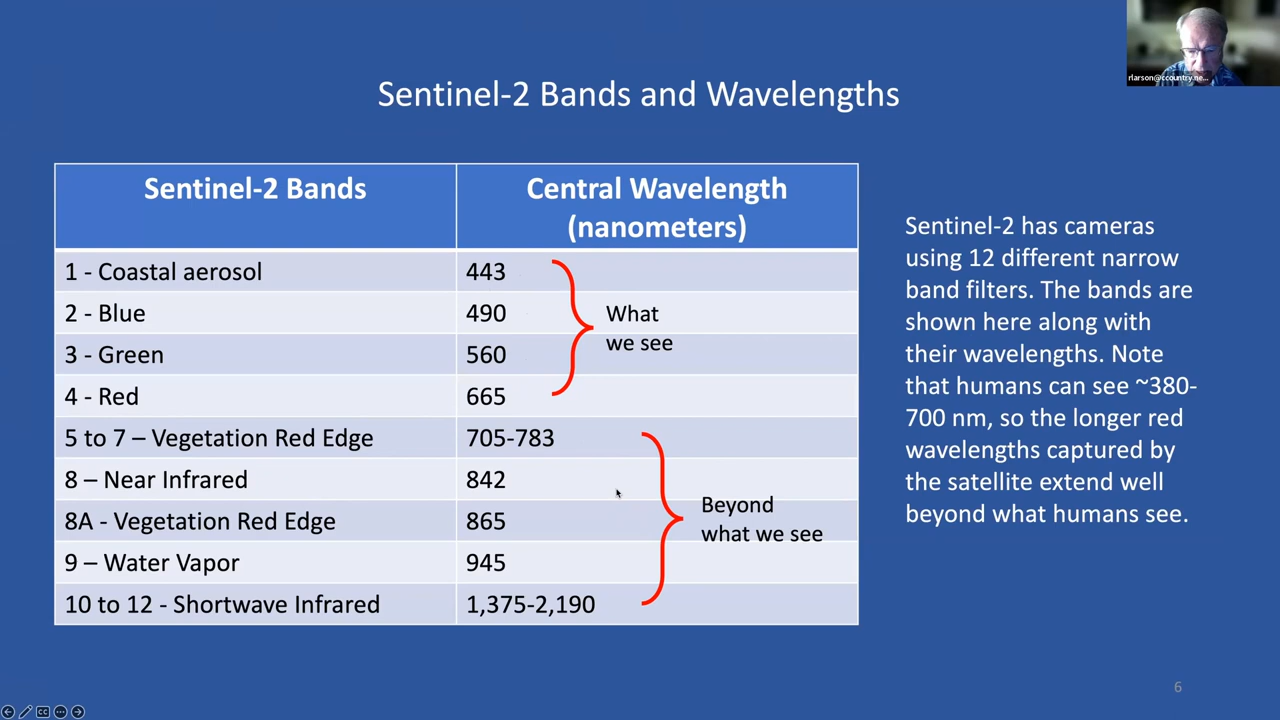 rlarson@ccountry.ne...
Sentinel-2 Bands and Wavelengths
Sentinel-2 Bands
Central Wavelength
(nanometers)
1 - Coastal aerosol 443
2 - Blue 490
3 - Green 560
4 - Red 665
What
we see
5 to 7 – Vegetation Red Edge 705-783
8 – Near Infrared 842
8A - Vegetation Red Edge 865
9 – Water Vapor 945
10 to 12 - Shortwave Infrared 1,375-2,190
Beyond
what we see
Sentinel-2 has cameras
using 12 different narrow
band filters. The bands are
shown here along with
their wavelengths. Note
that humans can see ~380-
700 nm, so the longer red
wavelengths captured by
the satellite extend well
beyond what humans see.
6